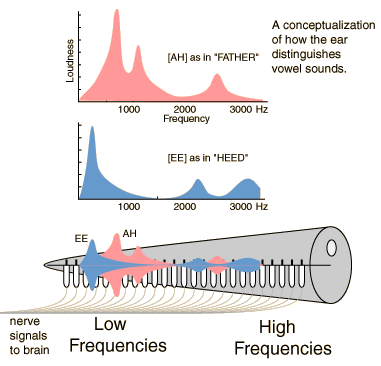 A conceptualization
of how the ear
distinguishes
vowel sounds.
Loudness
[AH] as in "FATHER"
1000 2000 3000 Hz
Frequency
[EE] as in "HEED"
1000 2000 3000 Hz
EE AH
nerve
signals
to brain
Low
Frequencies
High
Frequencies